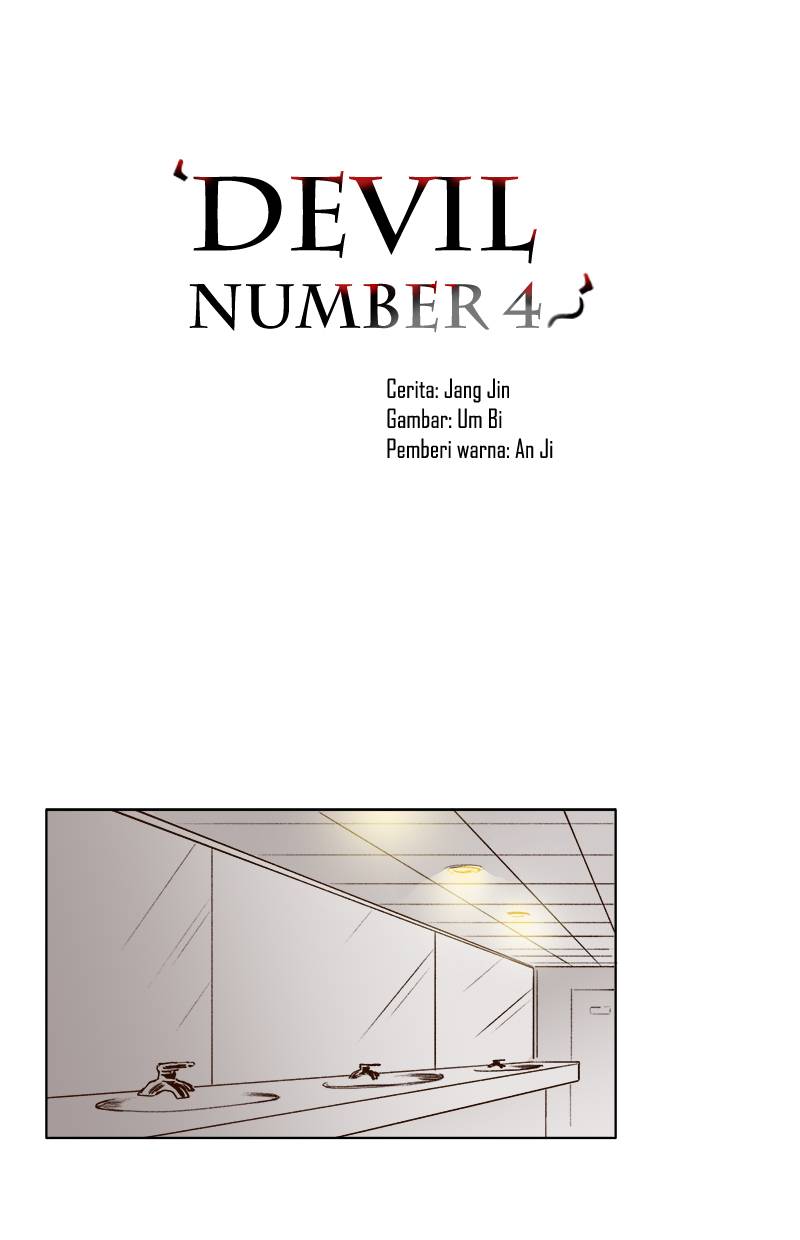 DEVIL
NUMBER 4
Cerita: Jang Jin
Gambar: Um Bi
Pemberi warna: An Ji